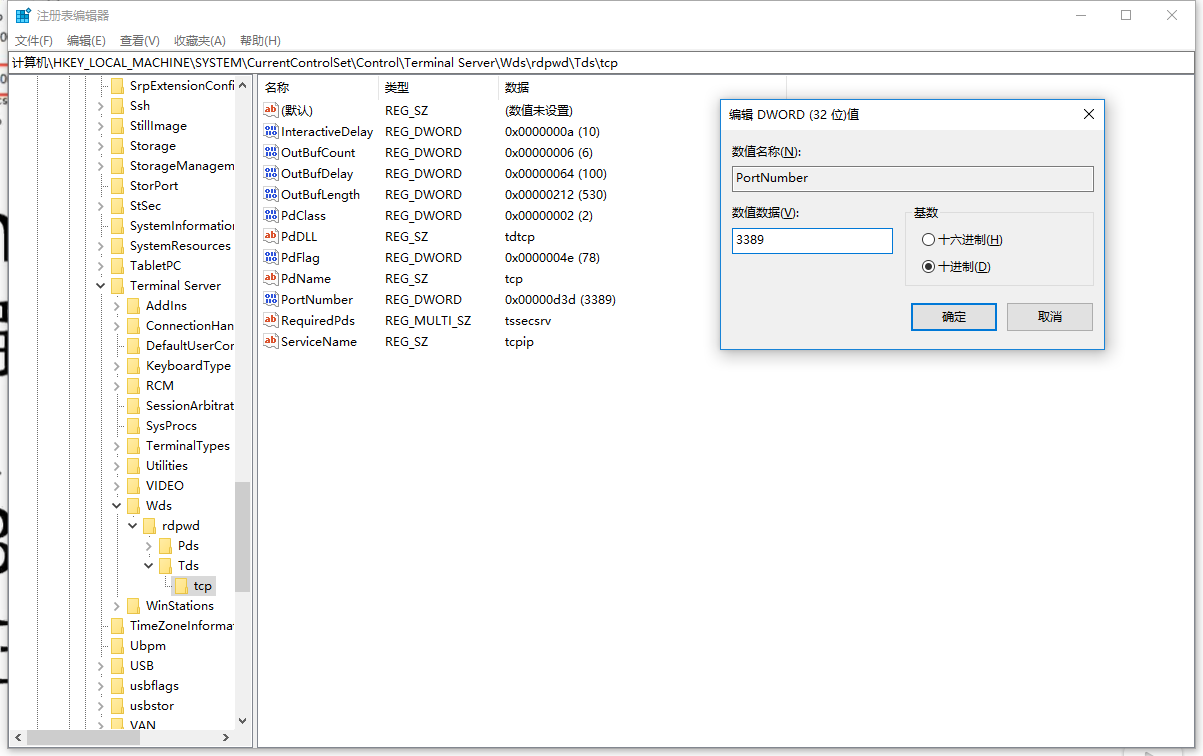 注册表编辑器
文件(F) 编辑(E) 查看(V) 收藏夹(A) 帮助(H)
计算机\HKEY_LOCAL_MACHINE\SYSTEM\CurrentControlSet\Control\Terminal Server\Wds\rdpwd\Tds\tcp
SrpExtensionConfi
Ssh
StillImage
Storage
StorageManagem
StorPort
StSec
SystemInformation
SystemResources
TabletPC
Terminal Server
AddIns
ConnectionHan
DefaultUserCon
KeyboardType
RCM
SessionArbitrat
SysProcs
TerminalTypes
Utilities
VIDEO
Wds
rdpwd
Pds
Tds
tcp
WinStations
TimeZoneInformat
Ubpm
USB
usbflags
usbstor
VAN
名称 类型 数据
(默认) REG_SZ (数值未设置)
InteractiveDelay REG_DWORD 0x0000000a (10)
OutBufCount REG_DWORD 0x00000006 (6)
OutBufDelay REG_DWORD 0x00000064 (100)
OutBufLength REG_DWORD 0x00000212 (530)
PdClass REG_DWORD 0x00000002 (2)
PdDLL REG_SZ tdtcp
PdFlag REG_DWORD 0x0000004e (78)
PdName REG_SZ tcp
PortNumber REG_DWORD 0x00000d3d (3389)
RequiredPds REG_MULTI_SZ tssecsrv
ServiceName REG_SZ tcpip
编辑 DWORD (32 位)值
数值名称(N):
PortNumber
数值数据(V):
3389
基数
十六进制(H)
十进制(D)
确定 取消